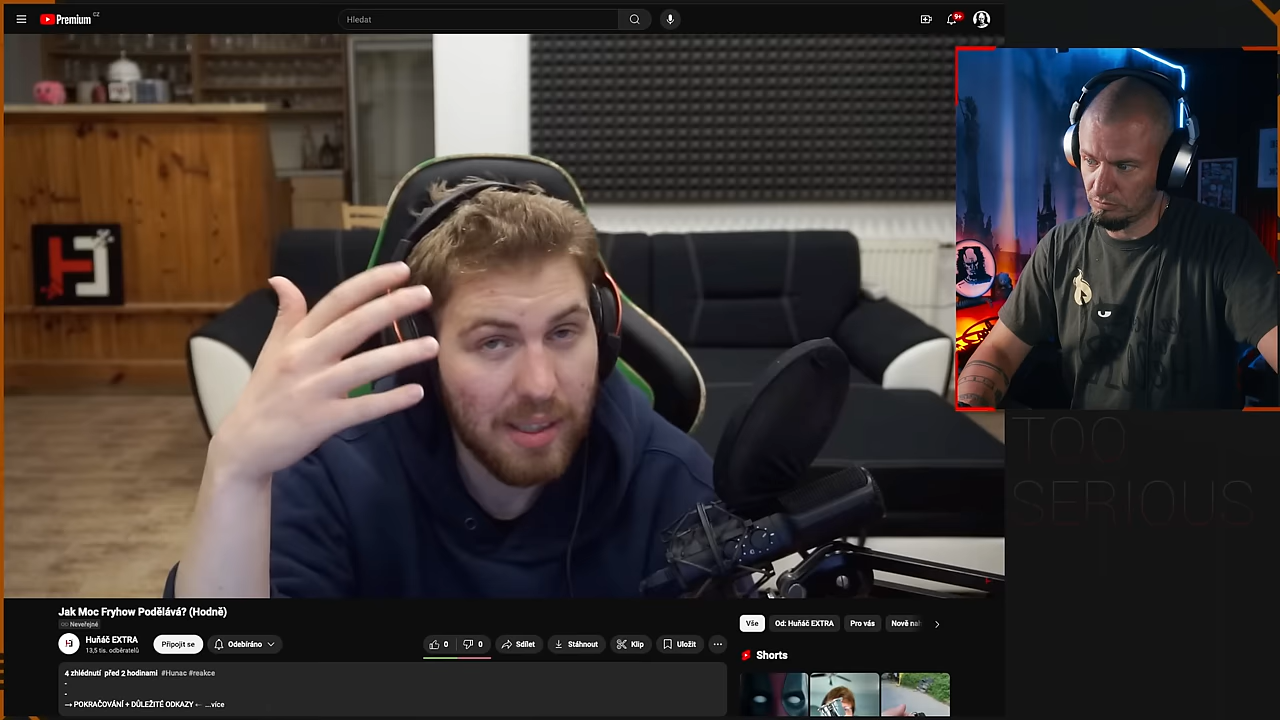 Premium CZ
Hledat
9+
TOO
SERIOUS
Jak Moc Fryhow Podělává? (Hodně)
Neveřejné
Huňáč EXTRA
13,5 tis. odběratelů
Připojit se
Odebíráno
0
0
Sdílet
Stáhnout
Klip
Uložit
4 zhlédnutí před 2 hodinami #Hunac #reakce
-
-
→ POKRAČOVÁNÍ + DŮLEŽITÉ ODKAZY ← ...více
Vše
Od: Huňáč EXTRA
Pro vás
Nově
Shorts